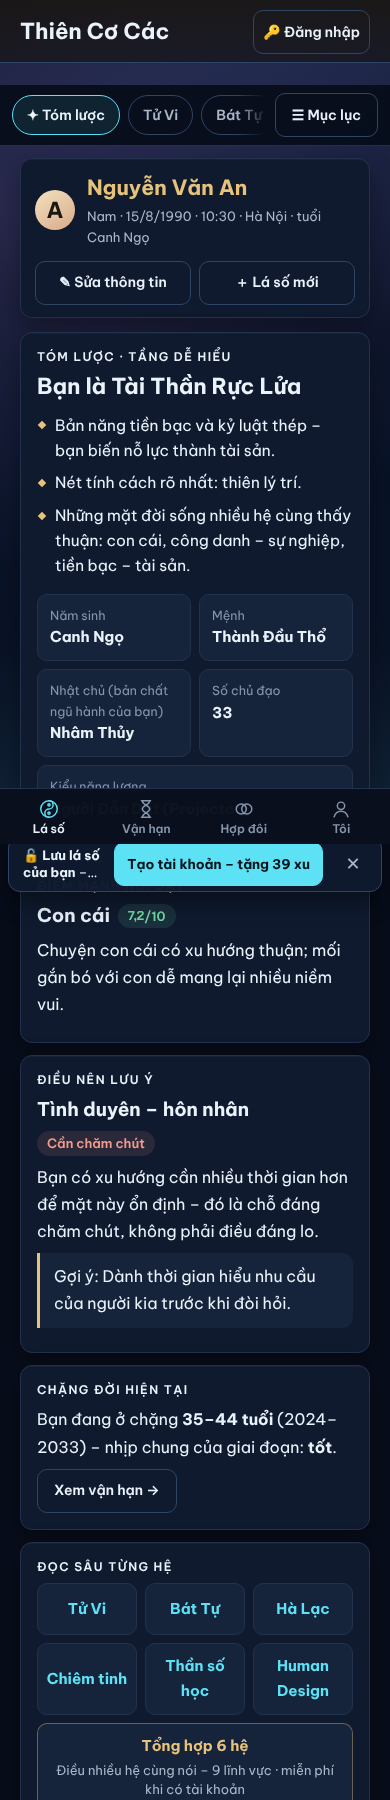 Thiên Cơ Các
🔑 Đăng nhập
✦ Tóm lược
Tử Vi
Bát Tự
☰ Mục lục
A
Nguyễn Văn An
Nam · 15/8/1990 · 10:30 · Hà Nội · tuổi
Canh Ngọ
✎ Sửa thông tin
+ Lá số mới
TÓM LƯỢC · TẦNG DỄ HIỂU
Bạn là Tài Thần Rực Lửa
Bản năng tiền bạc và kỷ luật thép –
bạn biến nỗ lực thành tài sản.
Nét tính cách rõ nhất: thiên lý trí.
Những mặt đời sống nhiều hệ cùng thấy
thuận: con cái, công danh – sự nghiệp,
tiền bạc – tài sản.
Năm sinh
Canh Ngọ
Mệnh
Thành Đầu Thổ
Nhật chủ (bản chất
ngũ hành của bạn)
Nhâm Thủy
Số chủ đạo
33
Kiểu năng lượng
Lá số
Vận hạn
Hợp đôi
Tôi
🔓 Lưu lá số
của bạn –...
Tạo tài khoản – tặng 39 xu
✕
Con cái
7,2/10
Chuyện con cái có xu hướng thuận; mối
gắn bó với con dễ mang lại nhiều niềm
vui.
ĐIỀU NÊN LƯU Ý
Tình duyên – hôn nhân
Cần chăm chút
Bạn có xu hướng cần nhiều thời gian hơn
để mặt này ổn định – đó là chỗ đáng
chăm chút, không phải điều đáng lo.
Gợi ý: Dành thời gian hiểu nhu cầu
của người kia trước khi đòi hỏi.
CHẶNG ĐỜI HIỆN TẠI
Bạn đang ở chặng 35–44 tuổi (2024–
2033) – nhịp chung của giai đoạn: tốt.
Xem vận hạn →
ĐỌC SÂU TỪNG HỆ
Tử Vi
Bát Tự
Hà Lạc
Chiêm tinh
Thần số
học
Human
Design
Tổng hợp 6 hệ
Điều nhiều hệ cùng nói – 9 lĩnh vực · miễn phí
khi có tài khoản